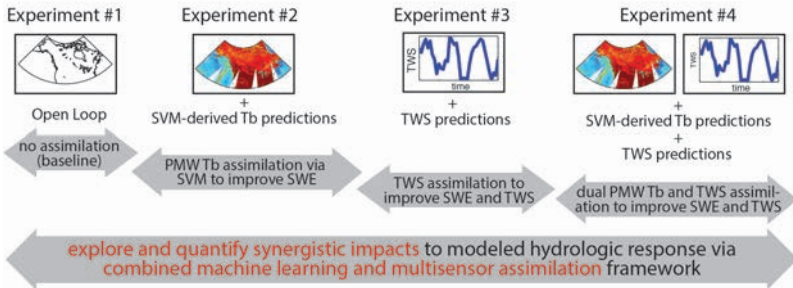 Experiment #1
Experiment #2
Experiment #3
Experiment #4
TWS
time
TWS
time
Open Loop
+
SVM-derived Tb predictions
+
TWS predictions
+
SVM-derived Tb predictions
+
TWS predictions
no assimilation
(baseline)
PMW Tb assimilation via
SVM to improve SWE
TWS assimilation to
improve SWE and TWS
dual PMW Tb and TWS assimil-
ation to improve SWE and TWS
explore and quantify synergistic impacts to modeled hydrologic response via
combined machine learning and multisensor assimilation framework